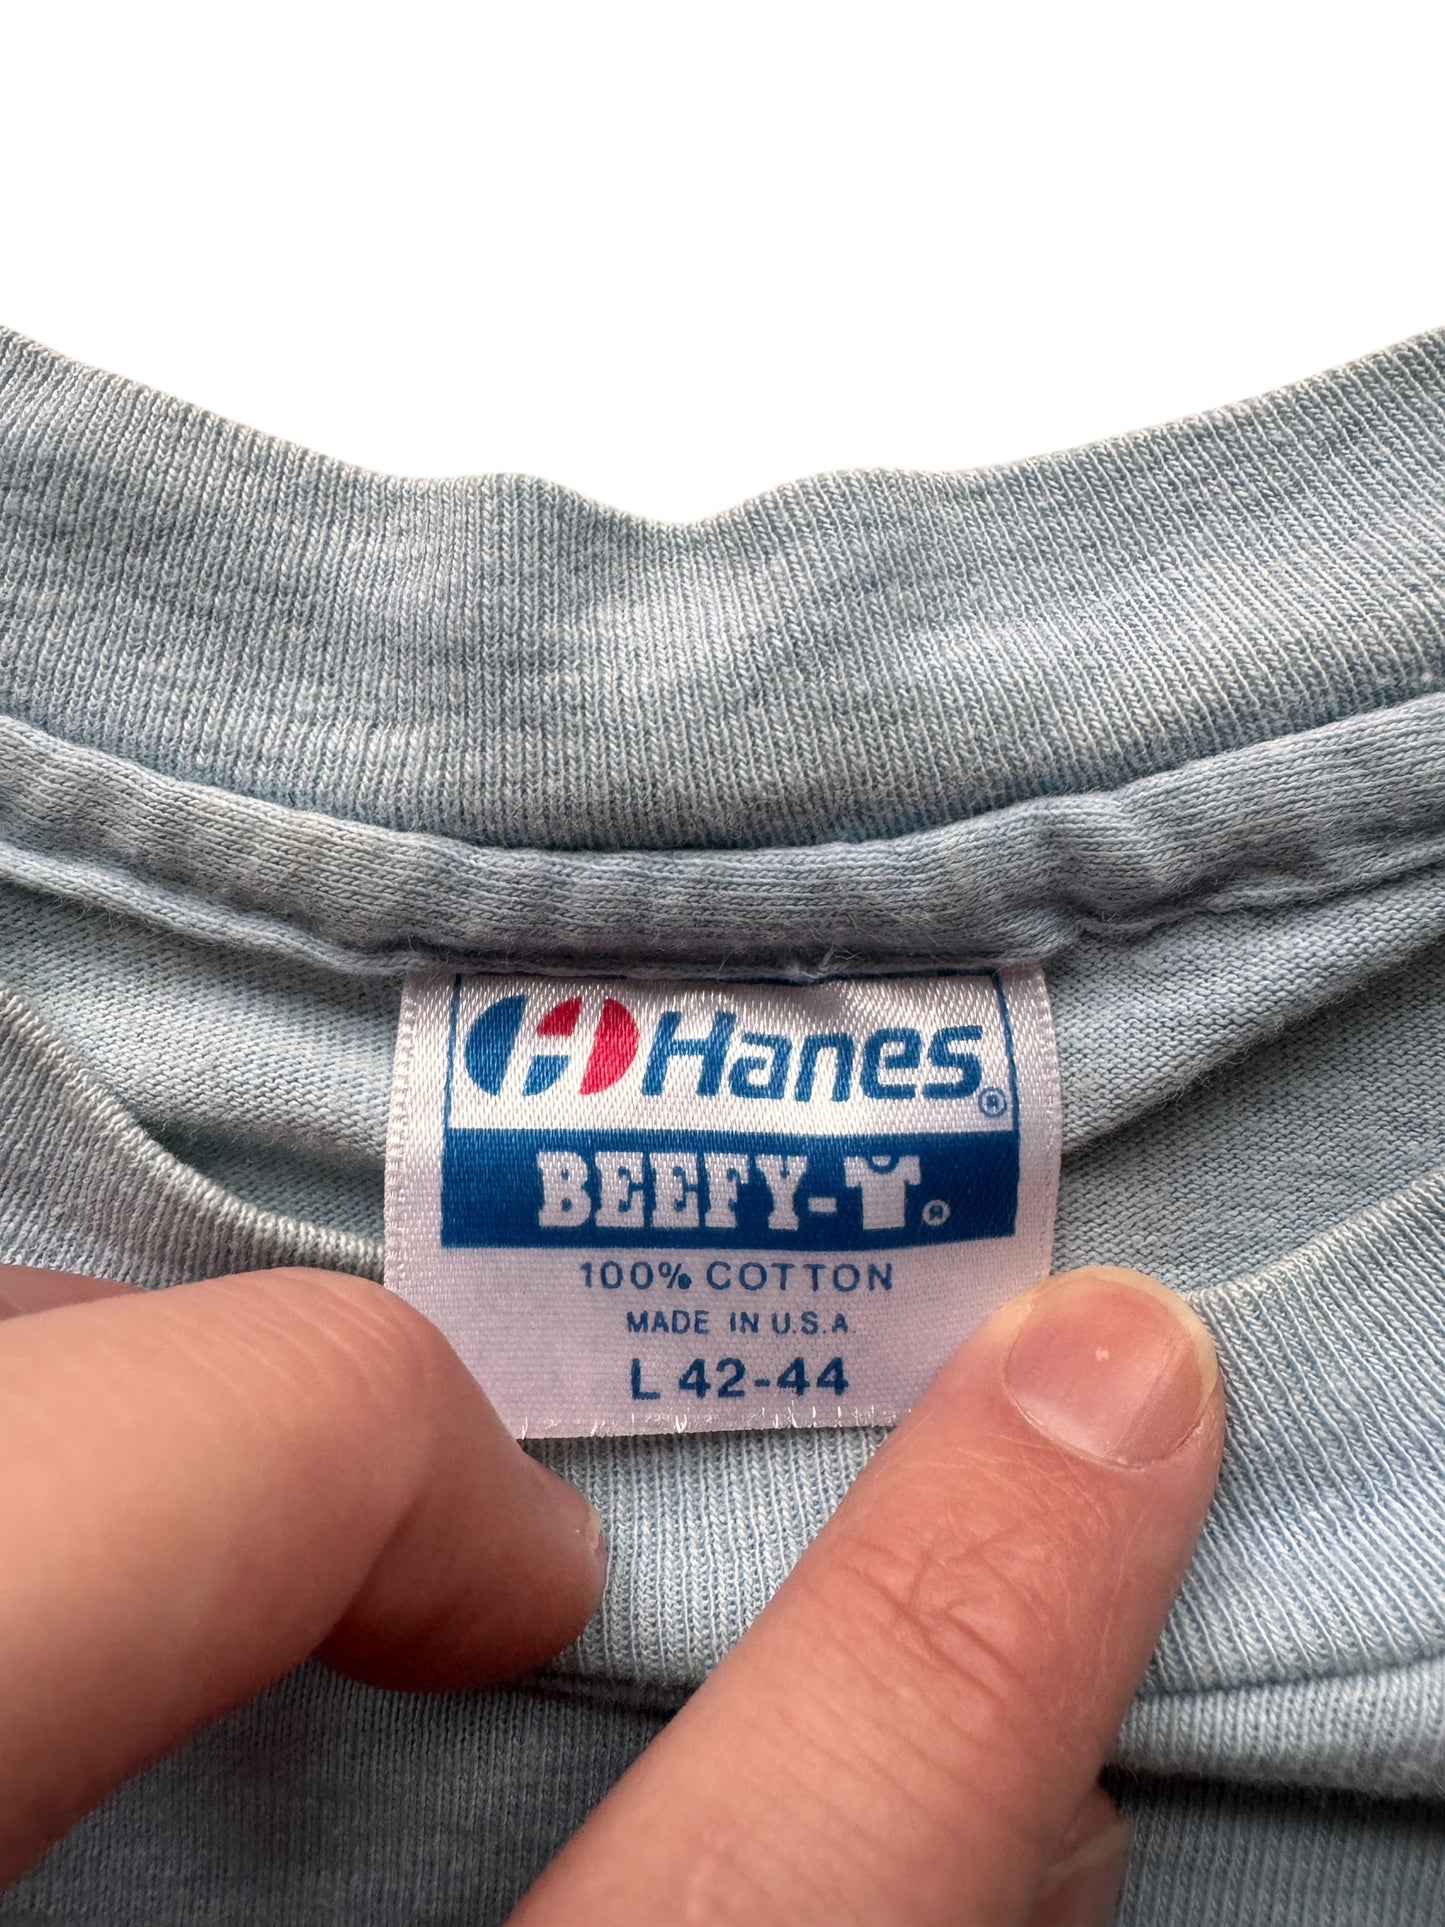 Hanes®
BEEFY-T®
100% COTTON
MADE IN U.S.A.
L 42-44